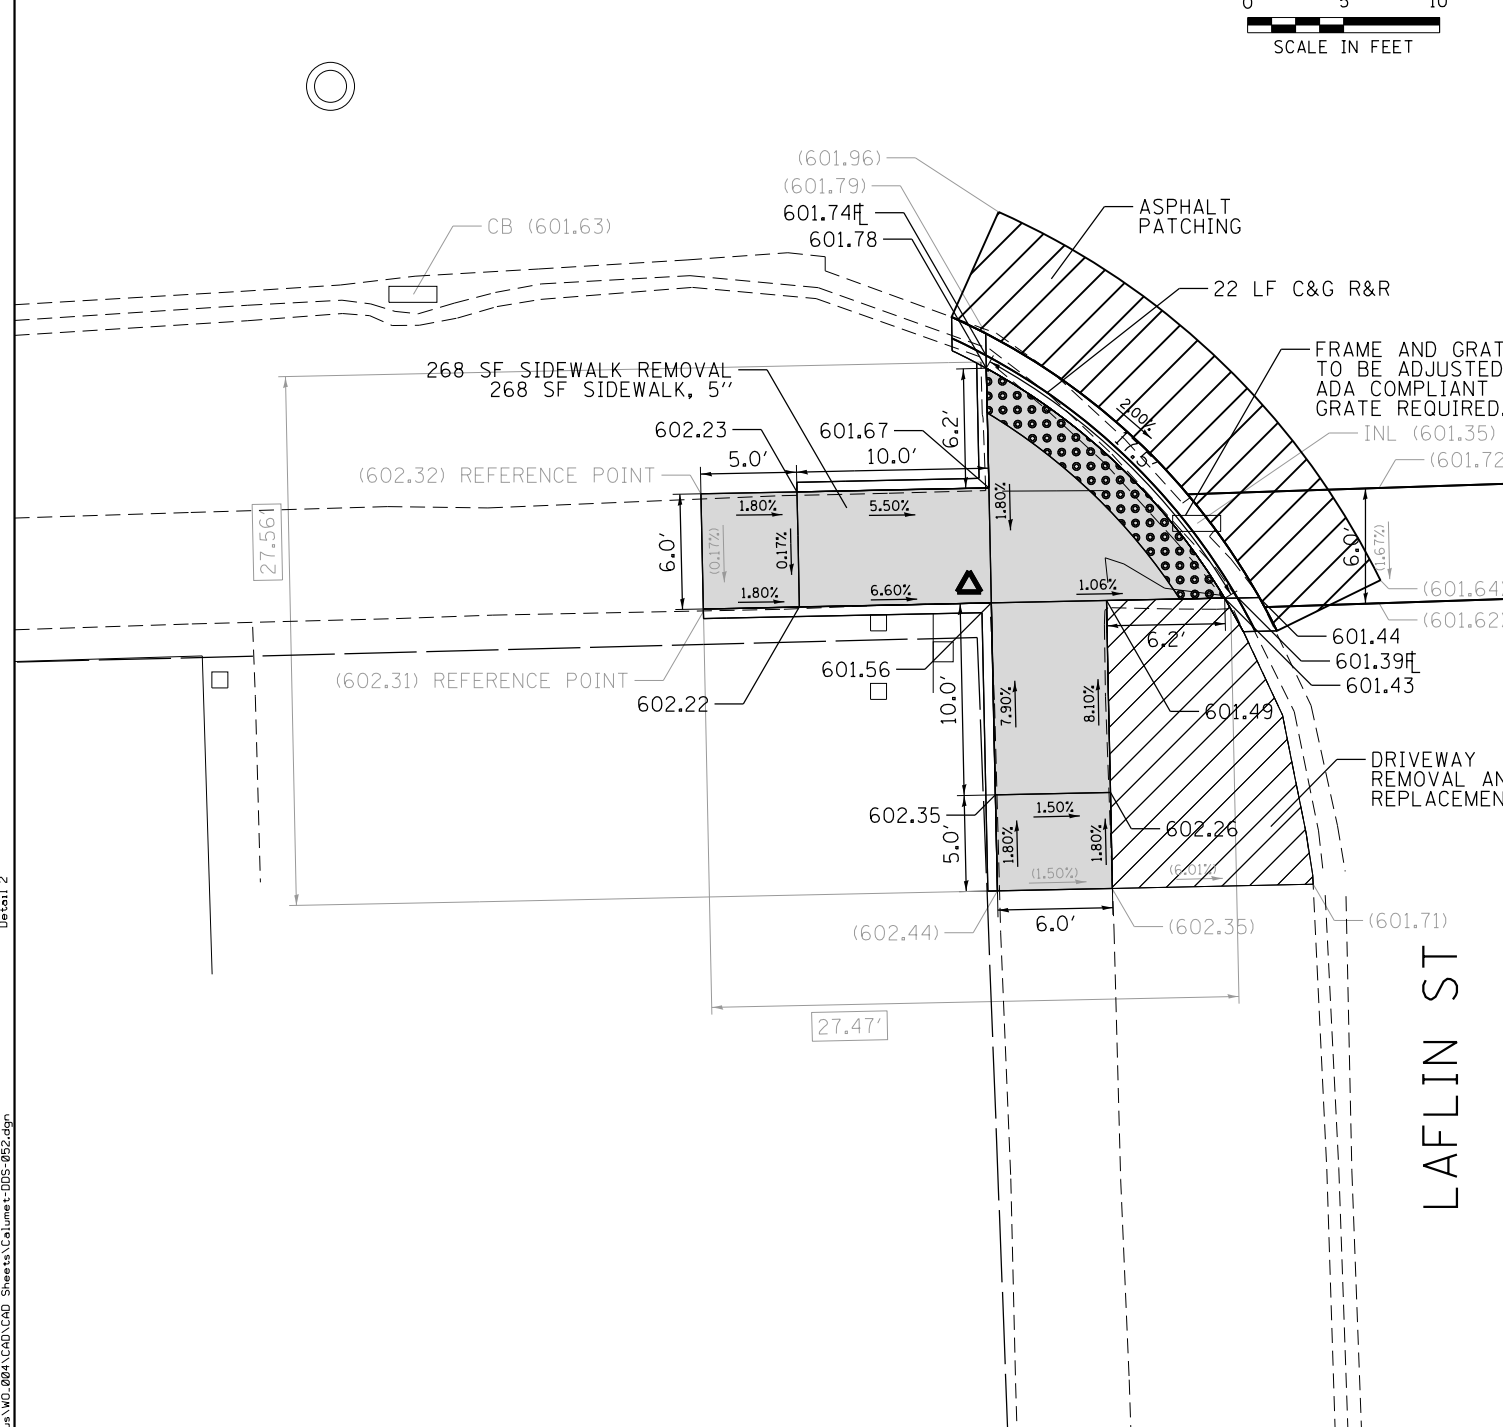 0 5 10
SCALE IN FEET
(601.96)
(601.79)
601.74
601.78
CB (601.63)
ASPHALT
PATCHING
22 LF C&G R&R
FRAME AND GRAT
TO BE ADJUSTED
ADA COMPLIANT
GRATE REQUIRED.
INL (601.35)
(601.72
268 SF SIDEWALK REMOVAL
268 SF SIDEWALK, 5''
602.23
601.67
6.2'
2.00%
17.5'
(602.32) REFERENCE POINT
5.0'
10.0'
27.56'
6.0'
1.80%
5.50%
(0.17%)
0.17%
1.80%
6.0'
(1.67%)
1.80%
6.60%
1.06%
(601.64)
(601.62)
6.2'
601.44
601.39
601.43
(602.31) REFERENCE POINT
601.56
602.22
10.0'
7.90%
8.10%
601.49
DRIVEWAY
REMOVAL AN
REPLACEMEN
602.35
1.50%
602.26
5.0'
1.80%
1.80%
(1.50%)
(6.01%)
6.0'
(602.44)
(602.35)
(601.71)
27.47'
LAFLIN ST
Detail 2
us\WO_004\CAD\CAD Sheets\Calumet-DDS-052.dgn